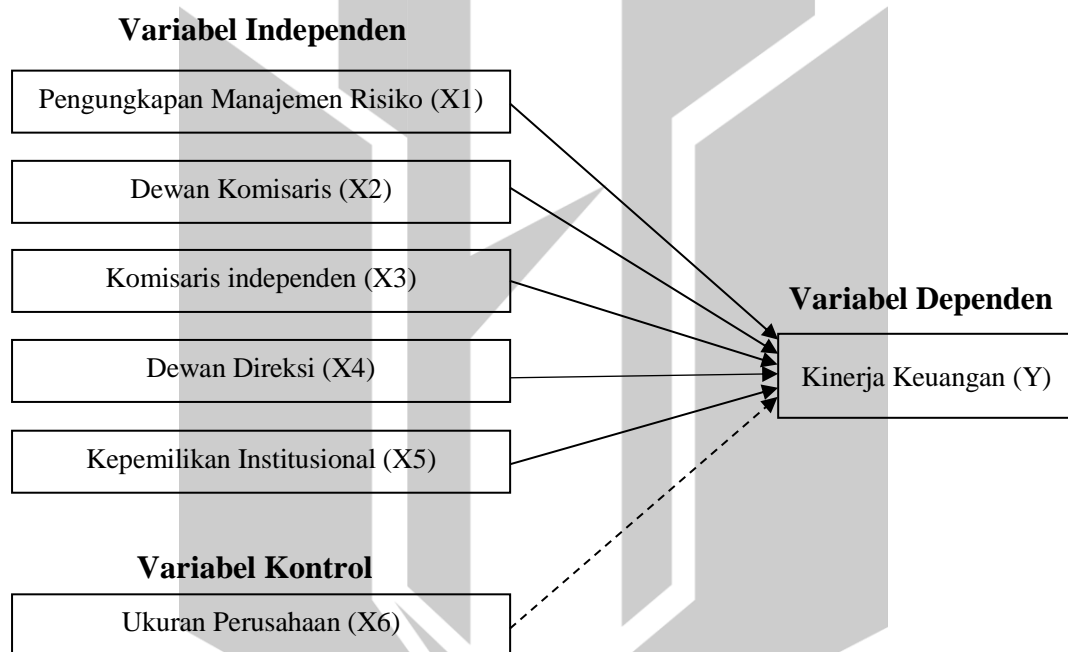 Variabel Independen
Pengungkapan Manajemen Risiko (X1)
Dewan Komisaris (X2)
Komisaris independen (X3)
Dewan Direksi (X4)
Kepemilikan Institusional (X5)
Variabel Dependen
Kinerja Keuangan (Y)
Variabel Kontrol
Ukuran Perusahaan (X6)